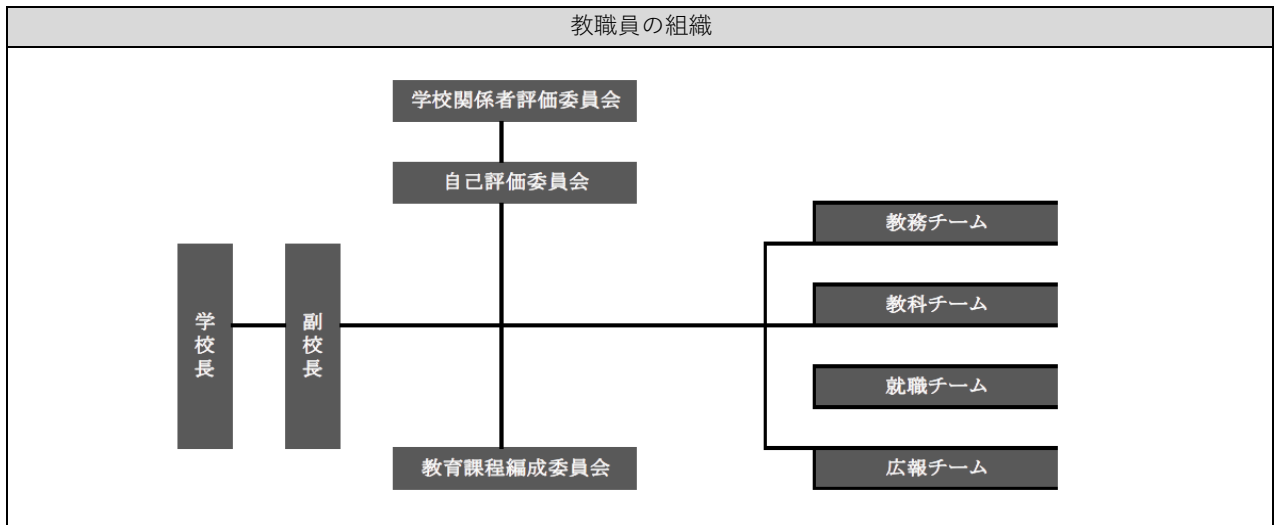 教職員の組織
学校関係者評価委員会
自己評価委員会
学校長
副校長
教育課程編成委員会
教務チーム
教科チーム
就職チーム
広報チーム